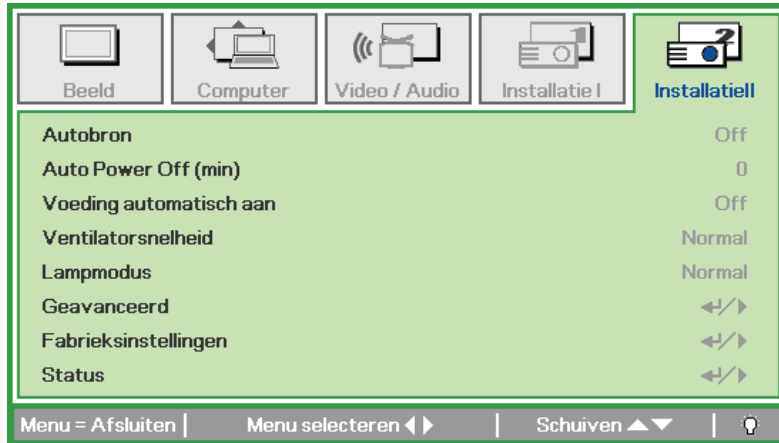 Beeld Computer Video / Audio Installatie I InstallatieII
Autobron Off
Auto Power Off (min) 0
Voeding automatisch aan Off
Ventilatorsnelheid Normal
Lampmodus Normal
Geavanceerd
Fabrieksinstellingen
Status
Menu = Afsluiten Menu selecteren Schuiven